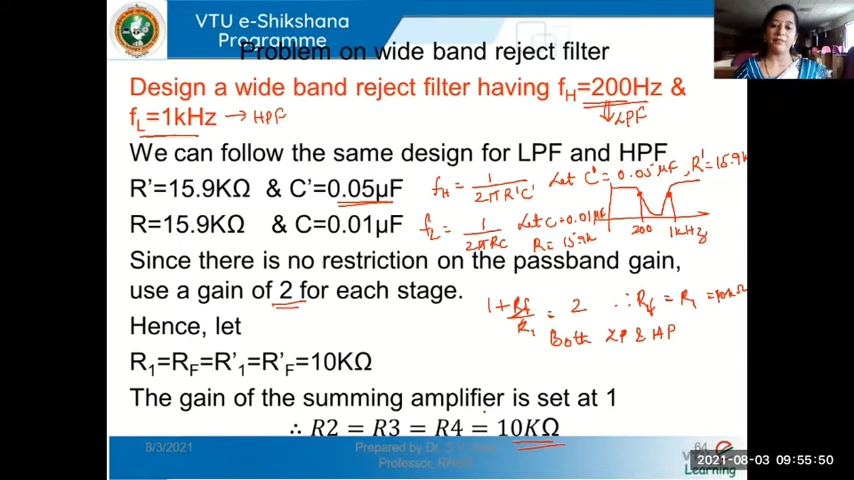 VTU e-Shikshana
Programme
Problem on wide band reject filter
Design a wide band reject filter having fH=200Hz &
fL=1kHz → HPF
LPF
We can follow the same design for LPF and HPF
R'=15.9KΩ & C'=0.05µF
fH = 1/2πR'C' Let C' = 0.05µF, R'=15.9k
R=15.9KΩ & C=0.01µF
fL = 1/2πRC Let C=0.01µF
R=15.9k
200 1kHz f
Since there is no restriction on the passband gain,
use a gain of 2 for each stage.
1+Rf/R1 = 2 ∴ Rf = R1 = 10kΩ
Both LP & HP
Hence, let
R1=RF=R'1=R'F=10KΩ
The gain of the summing amplifier is set at 1
∴ R2 = R3 = R4 = 10KΩ
8/3/2021
Prepared by Dr. S
Professor, RN
64
e
Learning
2021-08-03 09:55:50